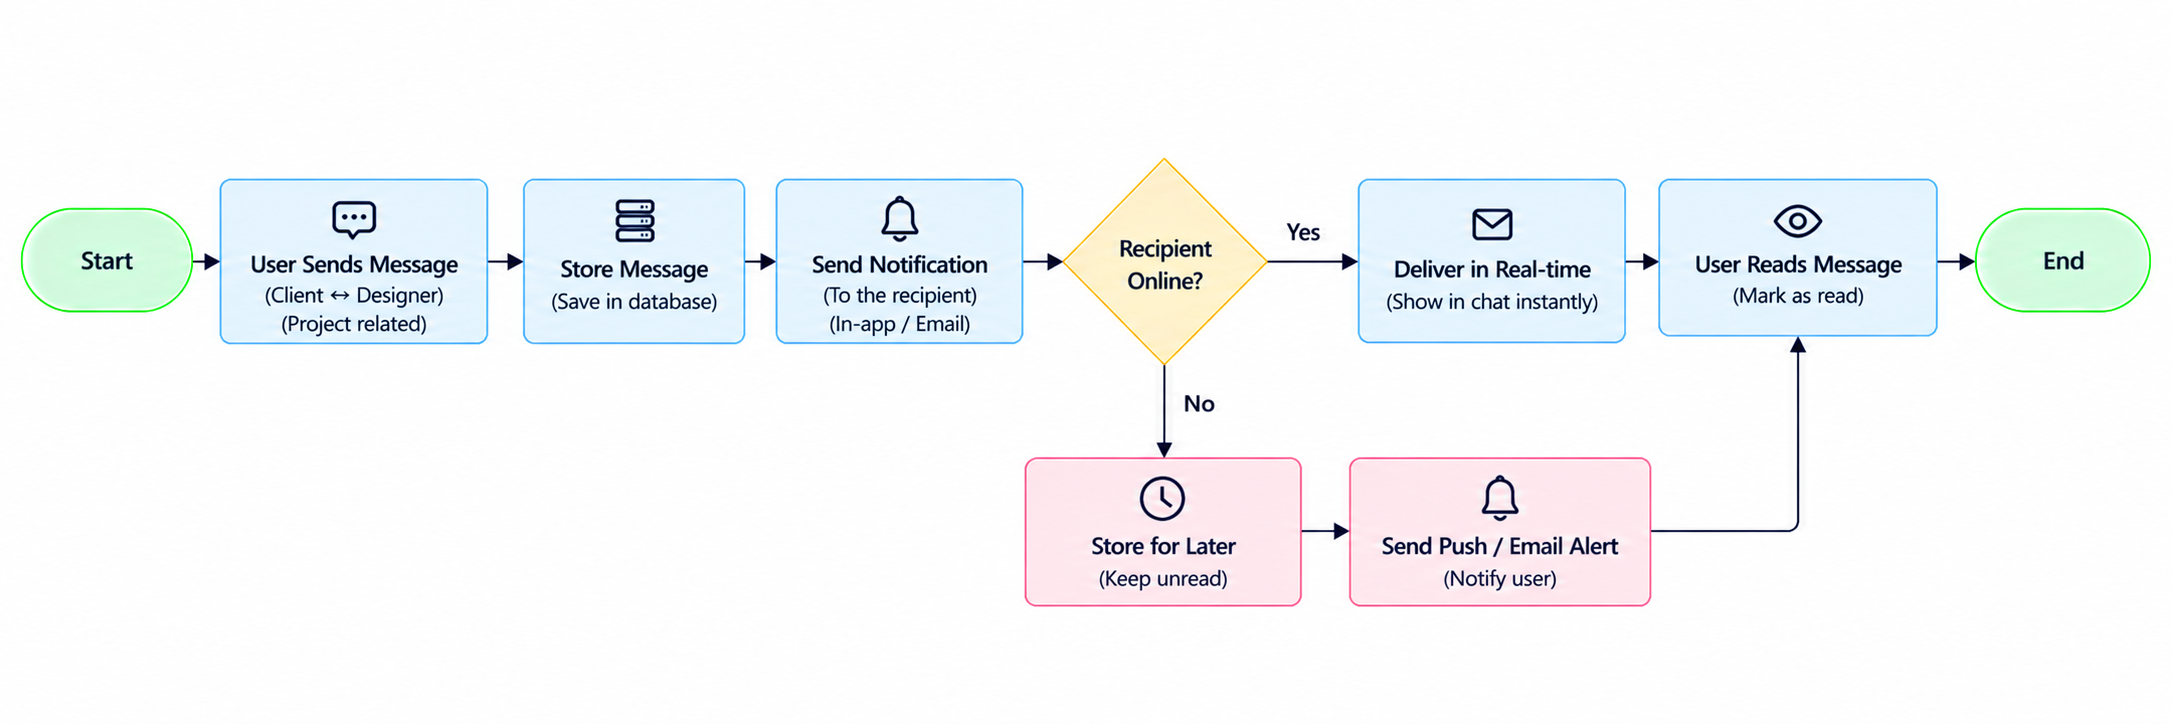 Start
User Sends Message
(Client ↔ Designer)
(Project related)
Store Message
(Save in database)
Send Notification
(To the recipient)
(In-app / Email)
Recipient
Online?
Yes
Deliver in Real-time
(Show in chat instantly)
User Reads Message
(Mark as read)
End
No
Store for Later
(Keep unread)
Send Push / Email Alert
(Notify user)